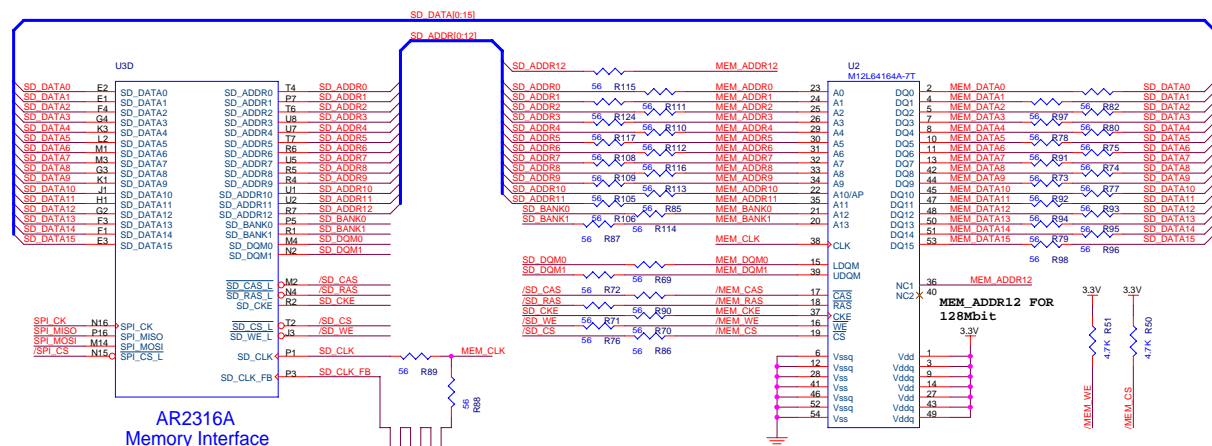 SD_DATA[0:15]
SD_ADDR[0:12]
U3D
SD_DATA0 E2 SD_DATA0 SD_ADDR0 T4 SD_ADDR0
SD_DATA1 E1 SD_DATA1 SD_ADDR1 P7 SD_ADDR1
SD_DATA2 F4 SD_DATA2 SD_ADDR2 T6 SD_ADDR2
SD_DATA3 G4 SD_DATA3 SD_ADDR3 U8 SD_ADDR3
SD_DATA4 K3 SD_DATA4 SD_ADDR4 U7 SD_ADDR4
SD_DATA5 L2 SD_DATA5 SD_ADDR5 T7 SD_ADDR5
SD_DATA6 M1 SD_DATA6 SD_ADDR6 R6 SD_ADDR6
SD_DATA7 M3 SD_DATA7 SD_ADDR7 U5 SD_ADDR7
SD_DATA8 G3 SD_DATA8 SD_ADDR8 R5 SD_ADDR8
SD_DATA9 K1 SD_DATA9 SD_ADDR9 R4 SD_ADDR9
SD_DATA10 J1 SD_DATA10 SD_ADDR10 U1 SD_ADDR10
SD_DATA11 H1 SD_DATA11 SD_ADDR11 U2 SD_ADDR11
SD_DATA12 G2 SD_DATA12 SD_ADDR12 R7 SD_ADDR12
SD_DATA13 F3 SD_DATA13 SD_BANK0 P5 SD_BANK0
SD_DATA14 F1 SD_DATA14 SD_BANK1 R1 SD_BANK1
SD_DATA15 E3 SD_DATA15 SD_DQM0 M4 SD_DQM0
SD_DQM1 N2 SD_DQM1
SD_CAS_L M2 /SD_CAS
SD_RAS_L N4 /SD_RAS
SD_CKE R2 SD_CKE
SPI_CK N16 SPI_CK SD_CS_L T2 /SD_CS
SPI_MISO P16 SPI_MISO SD_WE_L J3 /SD_WE
SPI_MOSI M14 SPI_MOSI
/SPI_CS N15 SPI_CS_L SD_CLK P1 SD_CLK 56 R89 MEM_CLK
SD_CLK_FB P3 SD_CLK_FB
56 R88
AR2316A
Memory Interface
U2
M12L64164A-7T
SD_ADDR12 56 R115 MEM_ADDR12
SD_ADDR0 MEM_ADDR0 23 A0 DQ0 2 MEM_DATA0 SD_DATA0
SD_ADDR1 56 R111 MEM_ADDR1 24 A1 DQ1 4 MEM_DATA1 56 R82 SD_DATA1
SD_ADDR2 56 R124 MEM_ADDR2 25 A2 DQ2 5 MEM_DATA2 56 R97 SD_DATA2
SD_ADDR3 56 R110 MEM_ADDR3 26 A3 DQ3 7 MEM_DATA3 56 R80 SD_DATA3
SD_ADDR4 56 R117 MEM_ADDR4 29 A4 DQ4 8 MEM_DATA4 56 R78 SD_DATA4
SD_ADDR5 56 R112 MEM_ADDR5 30 A5 DQ5 10 MEM_DATA5 56 R75 SD_DATA5
SD_ADDR6 56 R108 MEM_ADDR6 31 A6 DQ6 11 MEM_DATA6 56 R91 SD_DATA6
SD_ADDR7 56 R116 MEM_ADDR7 32 A7 DQ7 13 MEM_DATA7 56 R74 SD_DATA7
SD_ADDR8 56 R109 MEM_ADDR8 33 A8 DQ8 42 MEM_DATA8 56 R73 SD_DATA8
SD_ADDR9 56 R113 MEM_ADDR9 34 A9 DQ9 44 MEM_DATA9 56 R77 SD_DATA9
SD_ADDR10 56 R105 MEM_ADDR10 22 A10/AP DQ10 45 MEM_DATA10 56 R92 SD_DATA10
SD_ADDR11 56 R85 MEM_ADDR11 35 A11 DQ11 47 MEM_DATA11 56 R93 SD_DATA11
SD_BANK0 56 R106 MEM_BANK0 21 A12 DQ12 48 MEM_DATA12 56 R94 SD_DATA12
SD_BANK1 56 R114 MEM_BANK1 20 A13 DQ13 50 MEM_DATA13 56 R95 SD_DATA13
56 R87 DQ14 51 MEM_DATA14 56 R79 SD_DATA14
MEM_CLK 38 CLK DQ15 53 MEM_DATA15 56 R96 SD_DATA15
56 R98
SD_DQM0 MEM_DQM0 15 LDQM
SD_DQM1 56 R69 MEM_DQM1 39 UDQM
NC1 36 MEM_ADDR12
/SD_CAS 56 R72 /MEM_CAS 17 CAS NC2 40
/SD_RAS /MEM_RAS 18 RAS
SD_CKE 56 R90 MEM_CKE 37 CKE
/SD_WE 56 R71 /MEM_WE 16 WE
/SD_CS 56 R70 /MEM_CS 19 CS
56 R76 56 R86
MEM_ADDR12 FOR
128Mbit
3.3V
6 Vssq Vdd 1
12 Vssq Vddq 3
28 Vss Vddq 9
41 Vss Vdd 14
46 Vssq Vdd 27
52 Vssq Vddq 43
54 Vss Vddq 49
3.3V 3.3V
4.7K R51 4.7K R50
/MEM_WE /MEM_CS